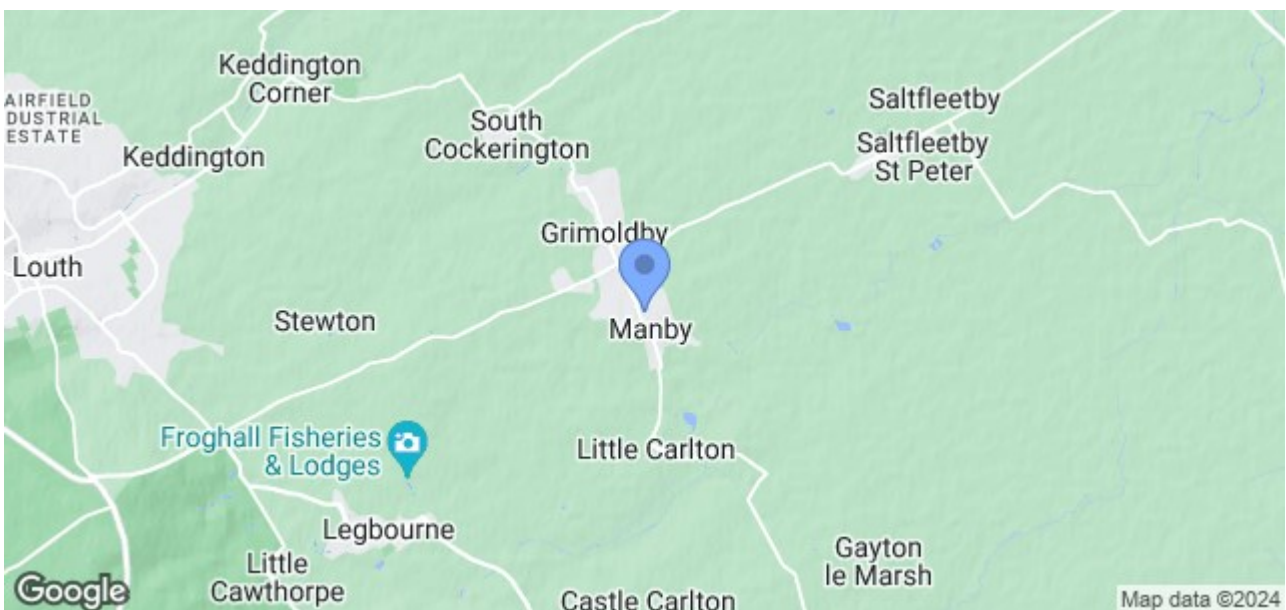 Keddington
Corner
AIRFIELD
DUSTRIAL
ESTATE
South
Cockerington
Saltfleetby
Keddington
Saltfleetby
St Peter
Grimoldby
Louth
Stewton
Manby
Froghall Fisheries
& Lodges
Little Carlton
Legbourne
Little
Cawthorpe
Gayton
le Marsh
Castle Carlton
Google
Map data ©2024